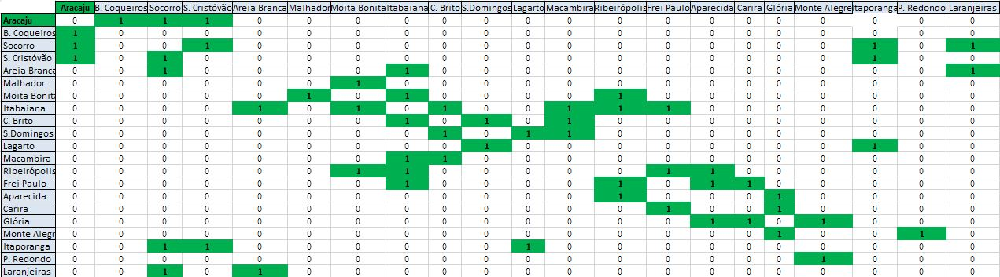 Aracaju B. Coqueiros Socorro S. Cristóvão Areia Branca Malhador Moita Bonita Itabaiana C. Brito S.Domingos Lagarto Macambira Ribeirópolis Frei Paulo Aparecida Carira Glória Monte Alegre Itaporanga P. Redondo Laranjeiras
Aracaju 0 1 1 1 0 0 0 0 0 0 0 0 0 0 0 0 0 0 0 0 0
B. Coqueiros 1 0 0 0 0 0 0 0 0 0 0 0 0 0 0 0 0 0 0 0 0
Socorro 1 0 0 1 0 0 0 0 0 0 0 0 0 0 0 0 0 0 1 0 1
S. Cristóvão 1 0 1 0 0 0 0 0 0 0 0 0 0 0 0 0 0 0 1 0 0
Areia Branca 0 0 1 0 0 0 0 1 0 0 0 0 0 0 0 0 0 0 0 0 1
Malhador 0 0 0 0 0 0 1 0 0 0 0 0 0 0 0 0 0 0 0 0 0
Moita Bonita 0 0 0 0 0 1 0 1 0 0 0 0 1 0 0 0 0 0 0 0 0
Itabaiana 0 0 0 0 1 0 1 0 1 0 0 1 1 1 0 0 0 0 0 0 0
C. Brito 0 0 0 0 0 0 0 1 0 1 0 1 0 0 0 0 0 0 0 0 0
S.Domingos 0 0 0 0 0 0 0 0 1 0 1 1 0 0 0 0 0 0 0 0 0
Lagarto 0 0 0 0 0 0 0 0 0 1 0 0 0 0 0 0 0 0 1 0 0
Macambira 0 0 0 0 0 0 0 1 1 0 0 0 0 0 0 0 0 0 0 0 0
Ribeirópolis 0 0 0 0 0 0 1 1 0 0 0 0 0 1 1 0 0 0 0 0 0
Frei Paulo 0 0 0 0 0 0 0 1 0 0 0 0 1 0 1 1 0 0 0 0 0
Aparecida 0 0 0 0 0 0 0 0 0 0 0 0 1 0 0 0 1 0 0 0 0
Carira 0 0 0 0 0 0 0 0 0 0 0 0 0 1 0 0 1 0 0 0 0
Glória 0 0 0 0 0 0 0 0 0 0 0 0 0 0 1 1 0 1 0 0 0
Monte Alegr 0 0 0 0 0 0 0 0 0 0 0 0 0 0 0 0 1 0 0 1 0
Itaporanga 0 0 1 1 0 0 0 0 0 0 1 0 0 0 0 0 0 0 0 0 0
P. Redondo 0 0 0 0 0 0 0 0 0 0 0 0 0 0 0 0 0 1 0 0 0
Laranjeiras 0 0 1 0 1 0 0 0 0 0 0 0 0 0 0 0 0 0 0 0 0